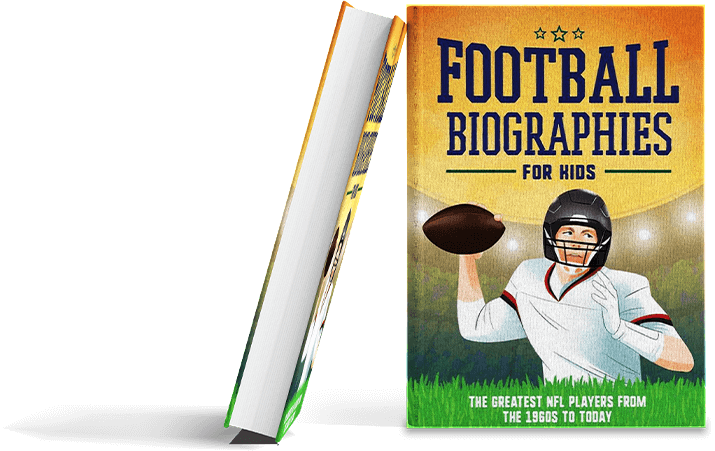 FOOTBALL
BIOGRAPHIES
FOR KIDS
THE GREATEST NFL PLAYERS FROM
THE 1960S TO TODAY